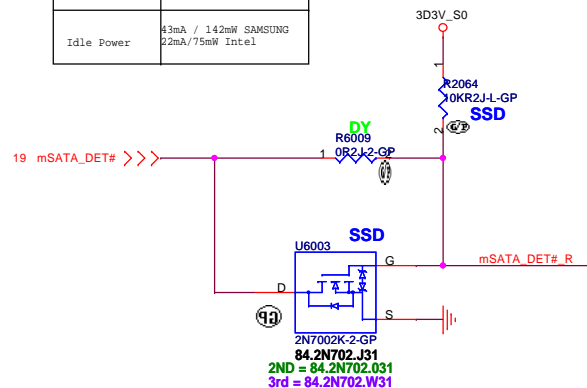 43mA / 142mW SAMSUNG
Idle Power 22mA/75mW Intel
3D3V_S0
1
R2064
10KR2J-L-GP
SSD
2
DY
R6009
19 mSATA_DET# 1 2
0R2J-2-GP
SSD
U6003
G mSATA_DET#_R
D
S
2N7002K-2-GP
84.2N702.J31
2ND = 84.2N702.031
3rd = 84.2N702.W31